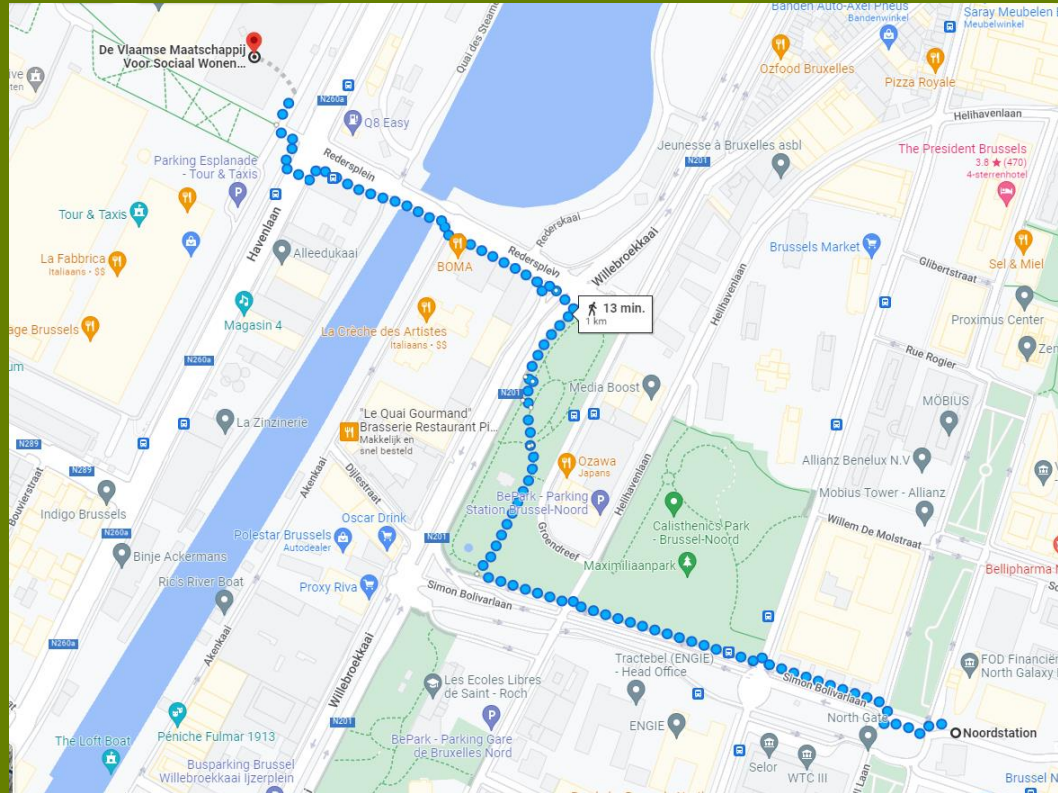 De Vlaamse Maatschappij
Voor Sociaal Wonen...
Quai des
Banden Auto-Axel Pneus
Bandenwinkel
Saray Meubelen
Meubelwinkel
Ozfood Bruxelles
Pizza Royale
N260a
Q8 Easy
Helihavenlaan
Jeunesse à Bruxelles asbl
N201
The President Brussels
3.8 ★ (470)
4-sterrenhotel
Parking Esplanade
- Tour & Taxis
Redersplein
Tour & Taxis
Havenlaan
Alleedukaai
Rederskaai
Redersplein
Willebroekkaai
Brussels Market
Sel & Miel
La Fabbrica
Italiaans • $$
BOMA
Helihavenlaan
Glibertstraat
13 min.
1 km
Magasin 4
La Crèche des Artistes
Italiaans • $$
Proximus Center
age Brussels
N260a
Rue Rogier
Media Boost
N201
MÖBIUS
La Zinzinerie
"Le Quai Gourmand"
Brasserie Restaurant Pi...
Makkelijk en
snel besteld
N289
N289
Ozawa
Japans
Allianz Benelux N.V
Akenkaai
Dijlestraat
BePark - Parking
Station Brussel-Noord
Helihavenlaan
Mobius Tower - Allianz
Bouvierstraat
Indigo Brussels
N260a
Oscar Drink
Polestar Brussels
Autodealer
N201
Groendreef
Calisthenics Park
- Brussel-Noord
Willem De Molstraat
Binje Ackermans
Maximiliaanpark
Bellipharma
Ric's River Boat
Proxy Riva
Simon Bolivarlaan
N260a
Akenkaai
Willebroekkaai
Tractebel (ENGIE)
- Head Office
FOD Financiën
North Galaxy
Les Ecoles Libres
de Saint - Roch
Simon Bolivarlaan
North Gate
Noordstation
Péniche Fulmar 1913
N201
BePark - Parking Gare
de Bruxelles Nord
ENGIE
The Loft Boat
Selor
WTC III
Busparking Brussel
Willebroekkaai Ijzerplein
Laan
Brussel